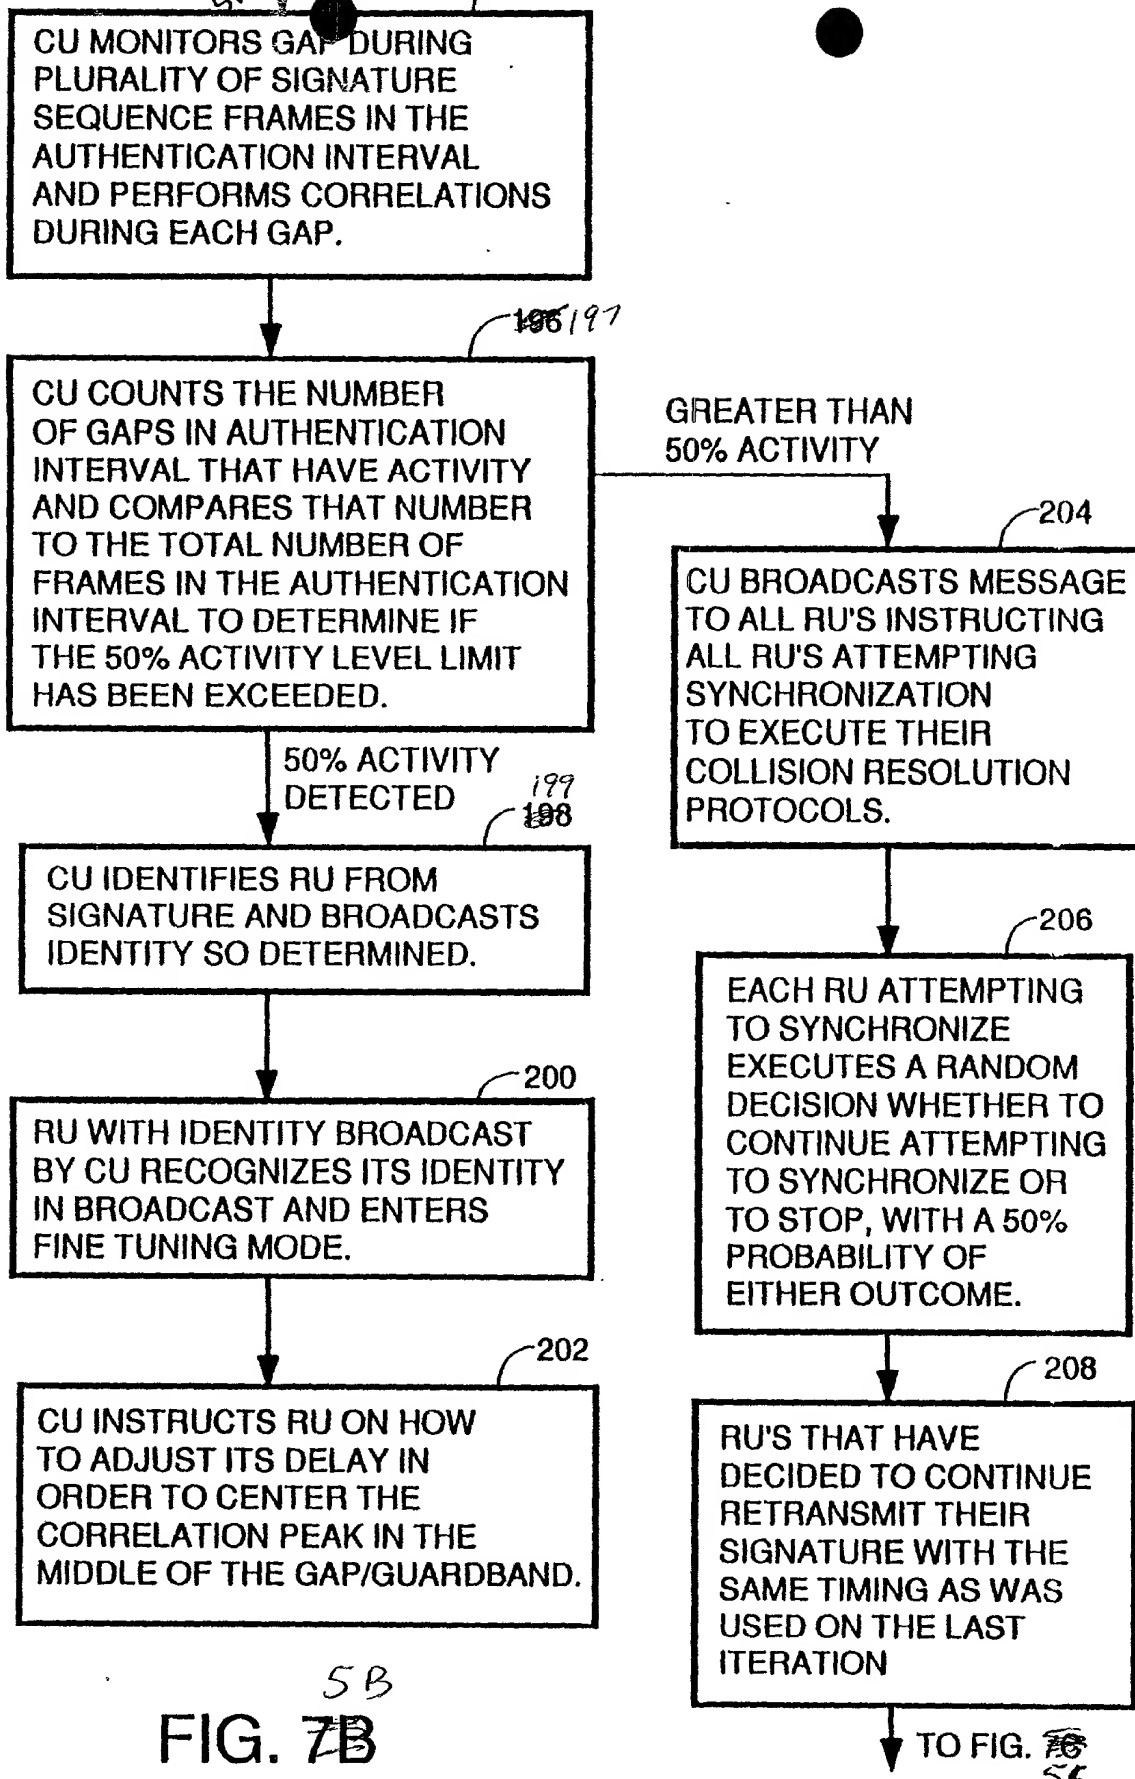 CU MONITORS GAP DURING
PLURALITY OF SIGNATURE
SEQUENCE FRAMES IN THE
AUTHENTICATION INTERVAL
AND PERFORMS CORRELATIONS
DURING EACH GAP.
196 197
CU COUNTS THE NUMBER
OF GAPS IN AUTHENTICATION
INTERVAL THAT HAVE ACTIVITY
AND COMPARES THAT NUMBER
TO THE TOTAL NUMBER OF
FRAMES IN THE AUTHENTICATION
INTERVAL TO DETERMINE IF
THE 50% ACTIVITY LEVEL LIMIT
HAS BEEN EXCEEDED.
GREATER THAN
50% ACTIVITY
50% ACTIVITY
DETECTED
199
198
CU IDENTIFIES RU FROM
SIGNATURE AND BROADCASTS
IDENTITY SO DETERMINED.
200
RU WITH IDENTITY BROADCAST
BY CU RECOGNIZES ITS IDENTITY
IN BROADCAST AND ENTERS
FINE TUNING MODE.
202
CU INSTRUCTS RU ON HOW
TO ADJUST ITS DELAY IN
ORDER TO CENTER THE
CORRELATION PEAK IN THE
MIDDLE OF THE GAP/GUARDBAND.
204
CU BROADCASTS MESSAGE
TO ALL RU'S INSTRUCTING
ALL RU'S ATTEMPTING
SYNCHRONIZATION
TO EXECUTE THEIR
COLLISION RESOLUTION
PROTOCOLS.
206
EACH RU ATTEMPTING
TO SYNCHRONIZE
EXECUTES A RANDOM
DECISION WHETHER TO
CONTINUE ATTEMPTING
TO SYNCHRONIZE OR
TO STOP, WITH A 50%
PROBABILITY OF
EITHER OUTCOME.
208
RU'S THAT HAVE
DECIDED TO CONTINUE
RETRANSMIT THEIR
SIGNATURE WITH THE
SAME TIMING AS WAS
USED ON THE LAST
ITERATION
5B
FIG. 7B
TO FIG. 7C